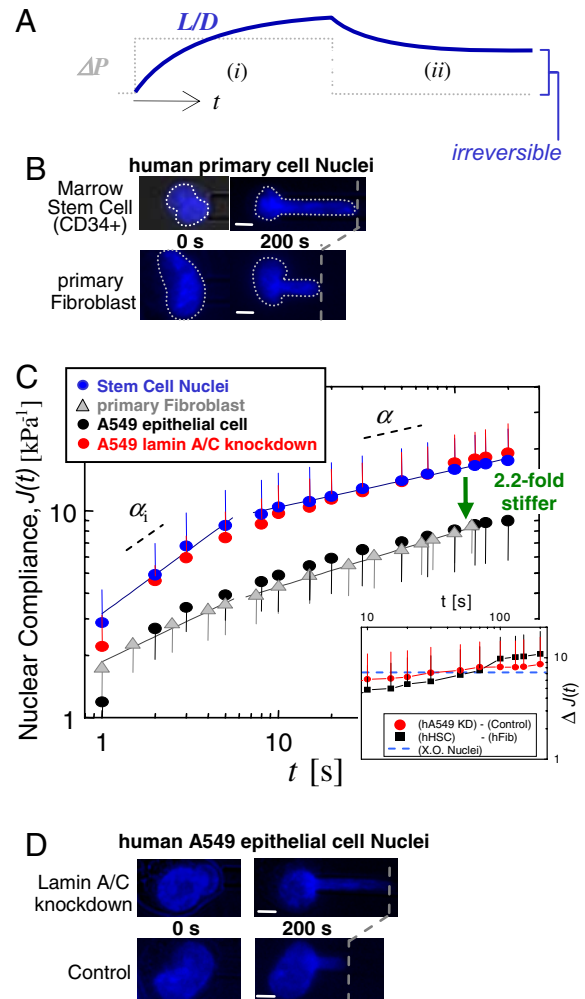 A
L/D
ΔP
(i)
(ii)
t
irreversible
B
human primary cell Nuclei
Marrow
Stem Cell
(CD34+)
0 s
200 s
primary
Fibroblast
C
Stem Cell Nuclei
primary Fibroblast
A549 epithelial cell
A549 lamin A/C knockdown
α
αi
2.2-fold
stiffer
Nuclear Compliance, J(t) [kPa-1]
10
1
1
10
t [s]
t [s]
10
100
10
1
Δ J(t)
(hA549 KD) - (Control)
(hHSC) - (hFib)
(X.O. Nuclei)
D
human A549 epithelial cell Nuclei
Lamin A/C
knockdown
0 s
200 s
Control